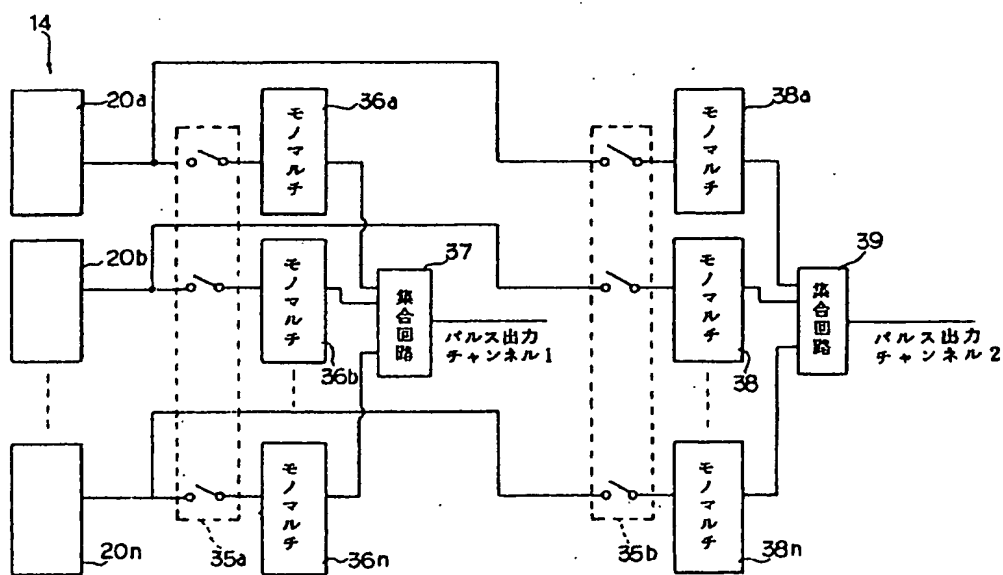 14
20a
36a
モノマルチ
38a
モノマルチ
20b
モノマルチ
36b
37
集合回路
パルス出力
チャンネル1
モノマルチ
38
39
集合回路
パルス出力
チャンネル2
20n
35a
モノマルチ
36n
35b
モノマルチ
38n